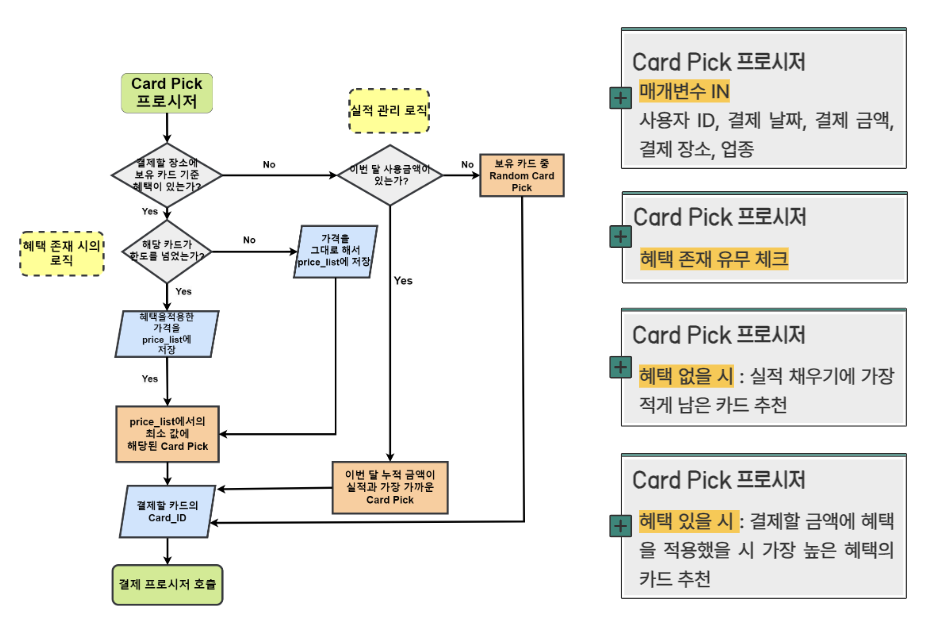 Card Pick
프로시저
실적 관리 로직
결제할 장소에
보유 카드 기준
혜택이 있는가?
No
이번 달 사용금액이
있는가?
No
보유 카드 중
Random Card
Pick
Yes
혜택 존재 시의
로직
해당 카드가
한도를 넘었는가?
No
가격을
그대로 해서
price_list에 저장
Yes
Yes
혜택을적용한
가격을
price_list에
저장
Yes
price_list에서의
최소 값에
해당된 Card Pick
이번 달 누적 금액이
실적과 가장 가까운
Card Pick
결제할 카드의
Card_ID
결제 프로시저 호출
Card Pick 프로시저
매개변수 IN
사용자 ID, 결제 날짜, 결제 금액,
결제 장소, 업종
Card Pick 프로시저
혜택 존재 유무 체크
Card Pick 프로시저
혜택 없을 시 : 실적 채우기에 가장
적게 남은 카드 추천
Card Pick 프로시저
혜택 있을 시 : 결제할 금액에 혜택
을 적용했을 시 가장 높은 혜택의
카드 추천